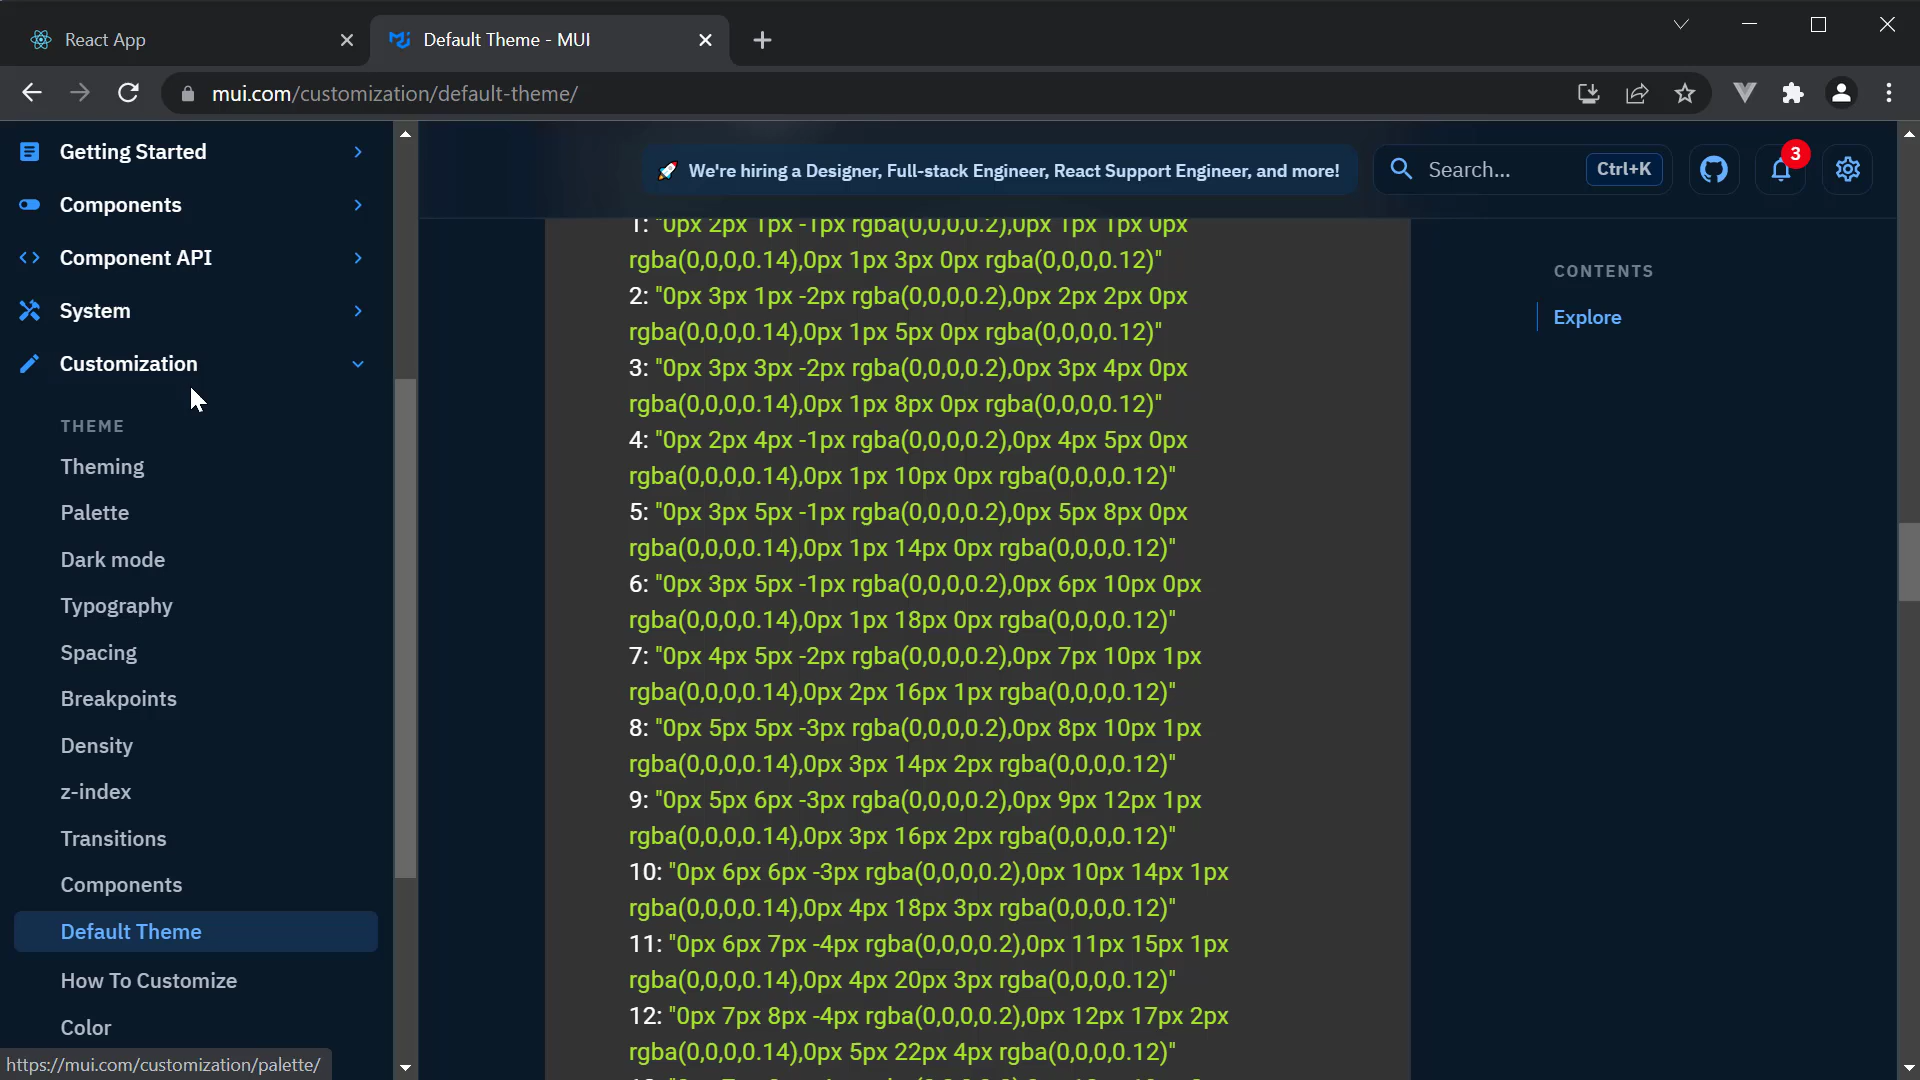 React App
Default Theme - MUI
mui.com/customization/default-theme/
Getting Started
Components
Component API
System
Customization
THEME
Theming
Palette
Dark mode
Typography
Spacing
Breakpoints
Density
z-index
Transitions
Components
Default Theme
How To Customize
Color
https://mui.com/customization/palette/
🚀 We're hiring a Designer, Full-stack Engineer, React Support Engineer, and more!
Search...
Ctrl+K
3
1: "0px 2px 1px -1px rgba(0,0,0,0.2),0px 1px 1px 0px
rgba(0,0,0,0.14),0px 1px 3px 0px rgba(0,0,0,0.12)"
2: "0px 3px 1px -2px rgba(0,0,0,0.2),0px 2px 2px 0px
rgba(0,0,0,0.14),0px 1px 5px 0px rgba(0,0,0,0.12)"
3: "0px 3px 3px -2px rgba(0,0,0,0.2),0px 3px 4px 0px
rgba(0,0,0,0.14),0px 1px 8px 0px rgba(0,0,0,0.12)"
4: "0px 2px 4px -1px rgba(0,0,0,0.2),0px 4px 5px 0px
rgba(0,0,0,0.14),0px 1px 10px 0px rgba(0,0,0,0.12)"
5: "0px 3px 5px -1px rgba(0,0,0,0.2),0px 5px 8px 0px
rgba(0,0,0,0.14),0px 1px 14px 0px rgba(0,0,0,0.12)"
6: "0px 3px 5px -1px rgba(0,0,0,0.2),0px 6px 10px 0px
rgba(0,0,0,0.14),0px 1px 18px 0px rgba(0,0,0,0.12)"
7: "0px 4px 5px -2px rgba(0,0,0,0.2),0px 7px 10px 1px
rgba(0,0,0,0.14),0px 2px 16px 1px rgba(0,0,0,0.12)"
8: "0px 5px 5px -3px rgba(0,0,0,0.2),0px 8px 10px 1px
rgba(0,0,0,0.14),0px 3px 14px 2px rgba(0,0,0,0.12)"
9: "0px 5px 6px -3px rgba(0,0,0,0.2),0px 9px 12px 1px
rgba(0,0,0,0.14),0px 3px 16px 2px rgba(0,0,0,0.12)"
10: "0px 6px 6px -3px rgba(0,0,0,0.2),0px 10px 14px 1px
rgba(0,0,0,0.14),0px 4px 18px 3px rgba(0,0,0,0.12)"
11: "0px 6px 7px -4px rgba(0,0,0,0.2),0px 11px 15px 1px
rgba(0,0,0,0.14),0px 4px 20px 3px rgba(0,0,0,0.12)"
12: "0px 7px 8px -4px rgba(0,0,0,0.2),0px 12px 17px 2px
rgba(0,0,0,0.14),0px 5px 22px 4px rgba(0,0,0,0.12)"
CONTENTS
Explore